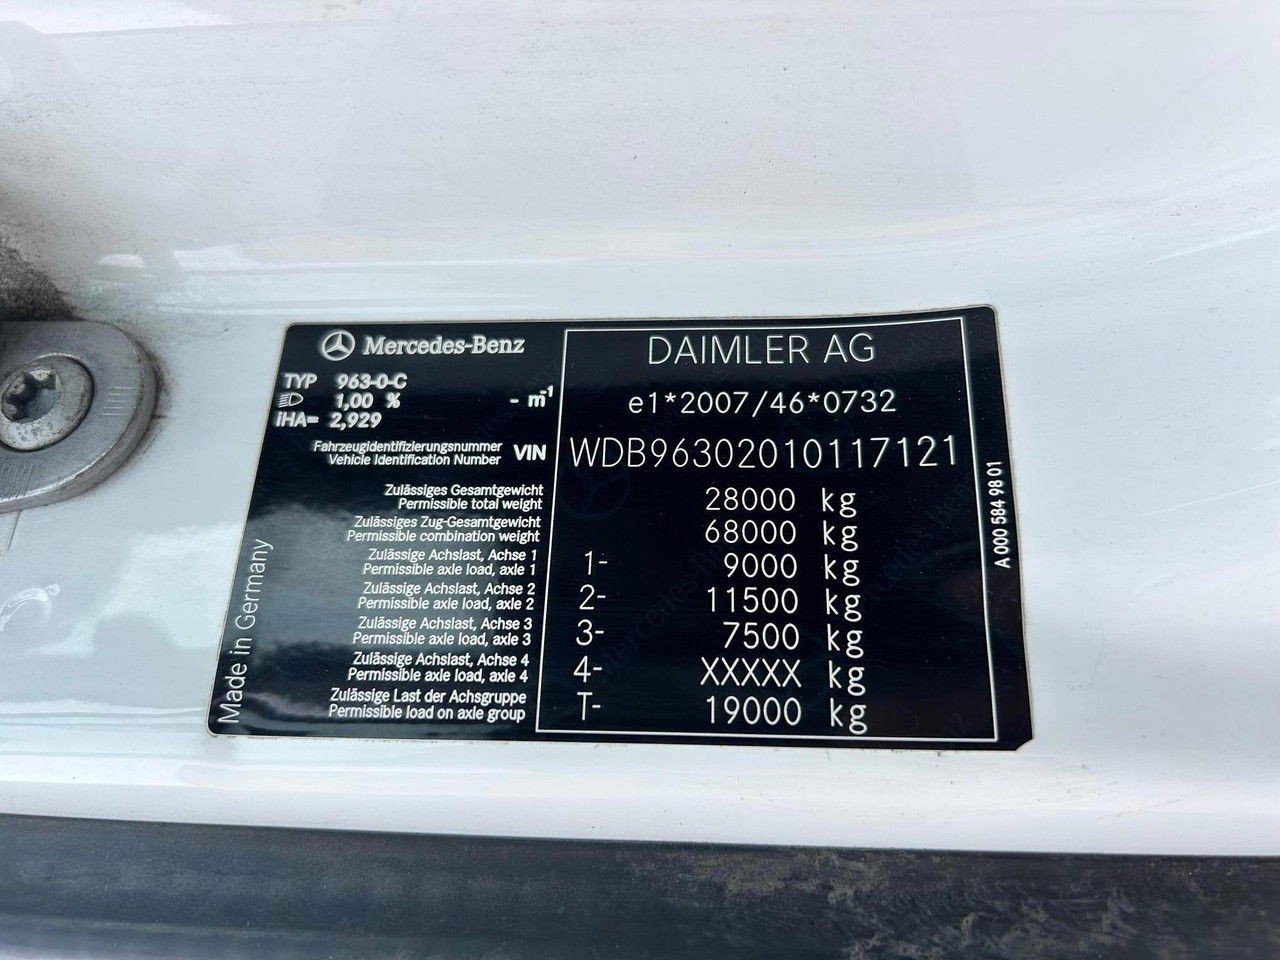 Mercedes-Benz
TYP 963-0-C
1,00 % - m⁻¹
iHA= 2,929
DAIMLER AG
e1*2007/46*0732
Fahrzeugidentifizierungsnummer
Vehicle Identification Number VIN WDB96302010117121
Zulässiges Gesamtgewicht
Permissible total weight 28000 kg
Zulässiges Zug-Gesamtgewicht
Permissible combination weight 68000 kg
Zulässige Achslast, Achse 1
Permissible axle load, axle 1 1- 9000 kg
Zulässige Achslast, Achse 2
Permissible axle load, axle 2 2- 11500 kg
Zulässige Achslast, Achse 3
Permissible axle load, axle 3 3- 7500 kg
Zulässige Achslast, Achse 4
Permissible axle load, axle 4 4- XXXXX kg
Zulässige Last der Achsgruppe
Permissible load on axle group T- 19000 kg
Made in Germany
A 000 584 98 01